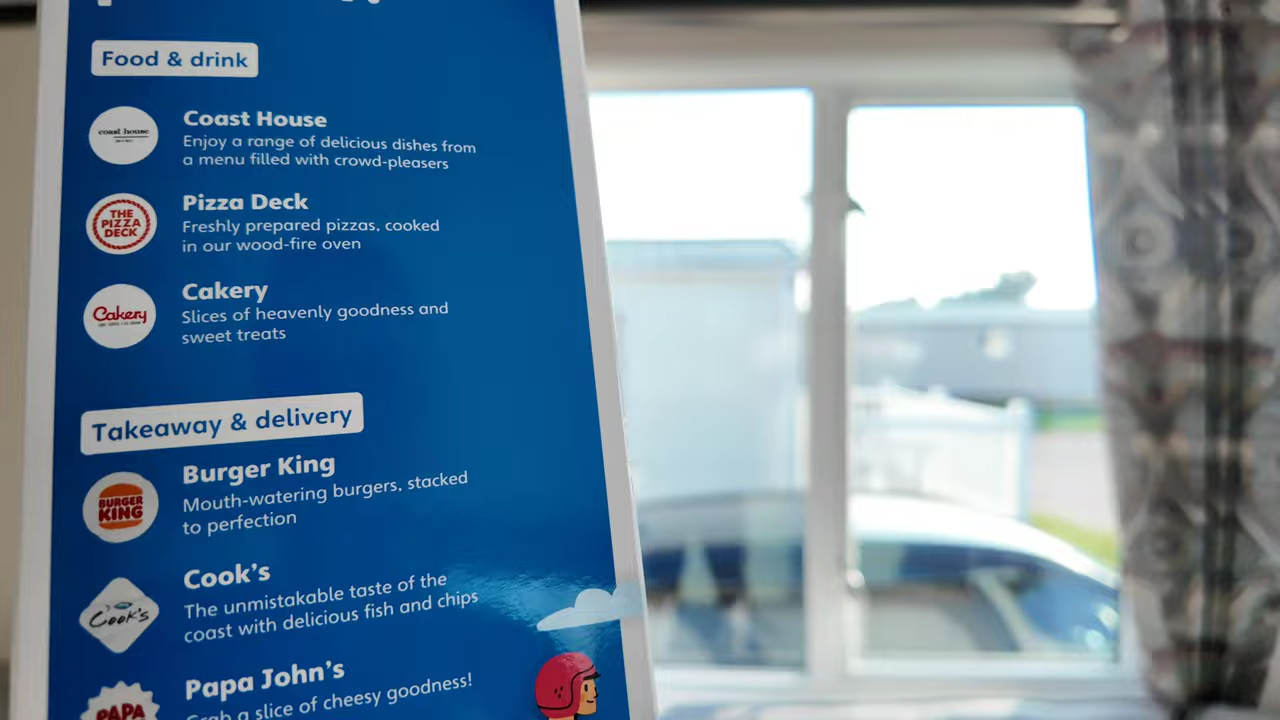 Food & drink
coast house
Coast House
Enjoy a range of delicious dishes from
a menu filled with crowd-pleasers
THE
PIZZA
DECK
Pizza Deck
Freshly prepared pizzas, cooked
in our wood-fire oven
Cakery
Cakery
Slices of heavenly goodness and
sweet treats
Takeaway & delivery
BURGER
KING
Burger King
Mouth-watering burgers, stacked
to perfection
Cook's
Cook's
The unmistakable taste of the
coast with delicious fish and chips
PAPA
Papa John's
Grab a slice of cheesy goodness!